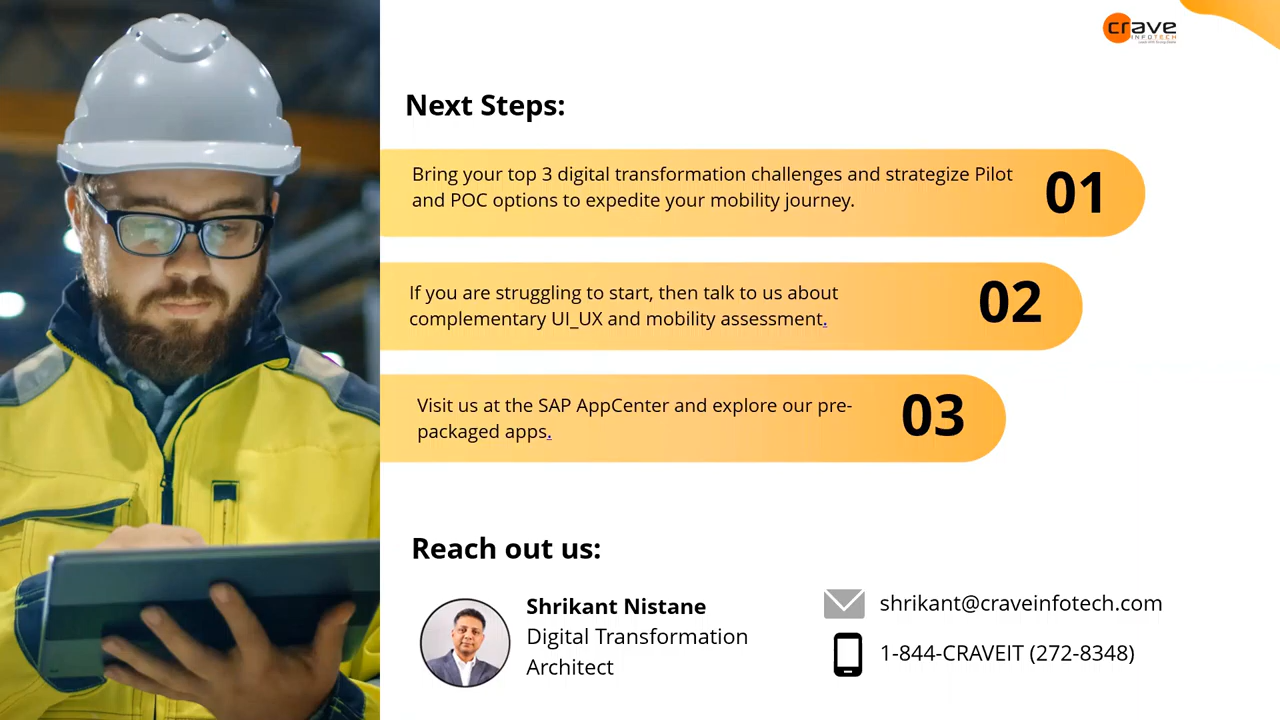 crave
INFOTECH
Next Steps:
Bring your top 3 digital transformation challenges and strategize Pilot
and POC options to expedite your mobility journey.
01
If you are struggling to start, then talk to us about
complementary UI_UX and mobility assessment.
02
Visit us at the SAP AppCenter and explore our pre-
packaged apps.
03
Reach out us:
Shrikant Nistane
Digital Transformation
Architect
shrikant@craveinfotech.com
1-844-CRAVEIT (272-8348)